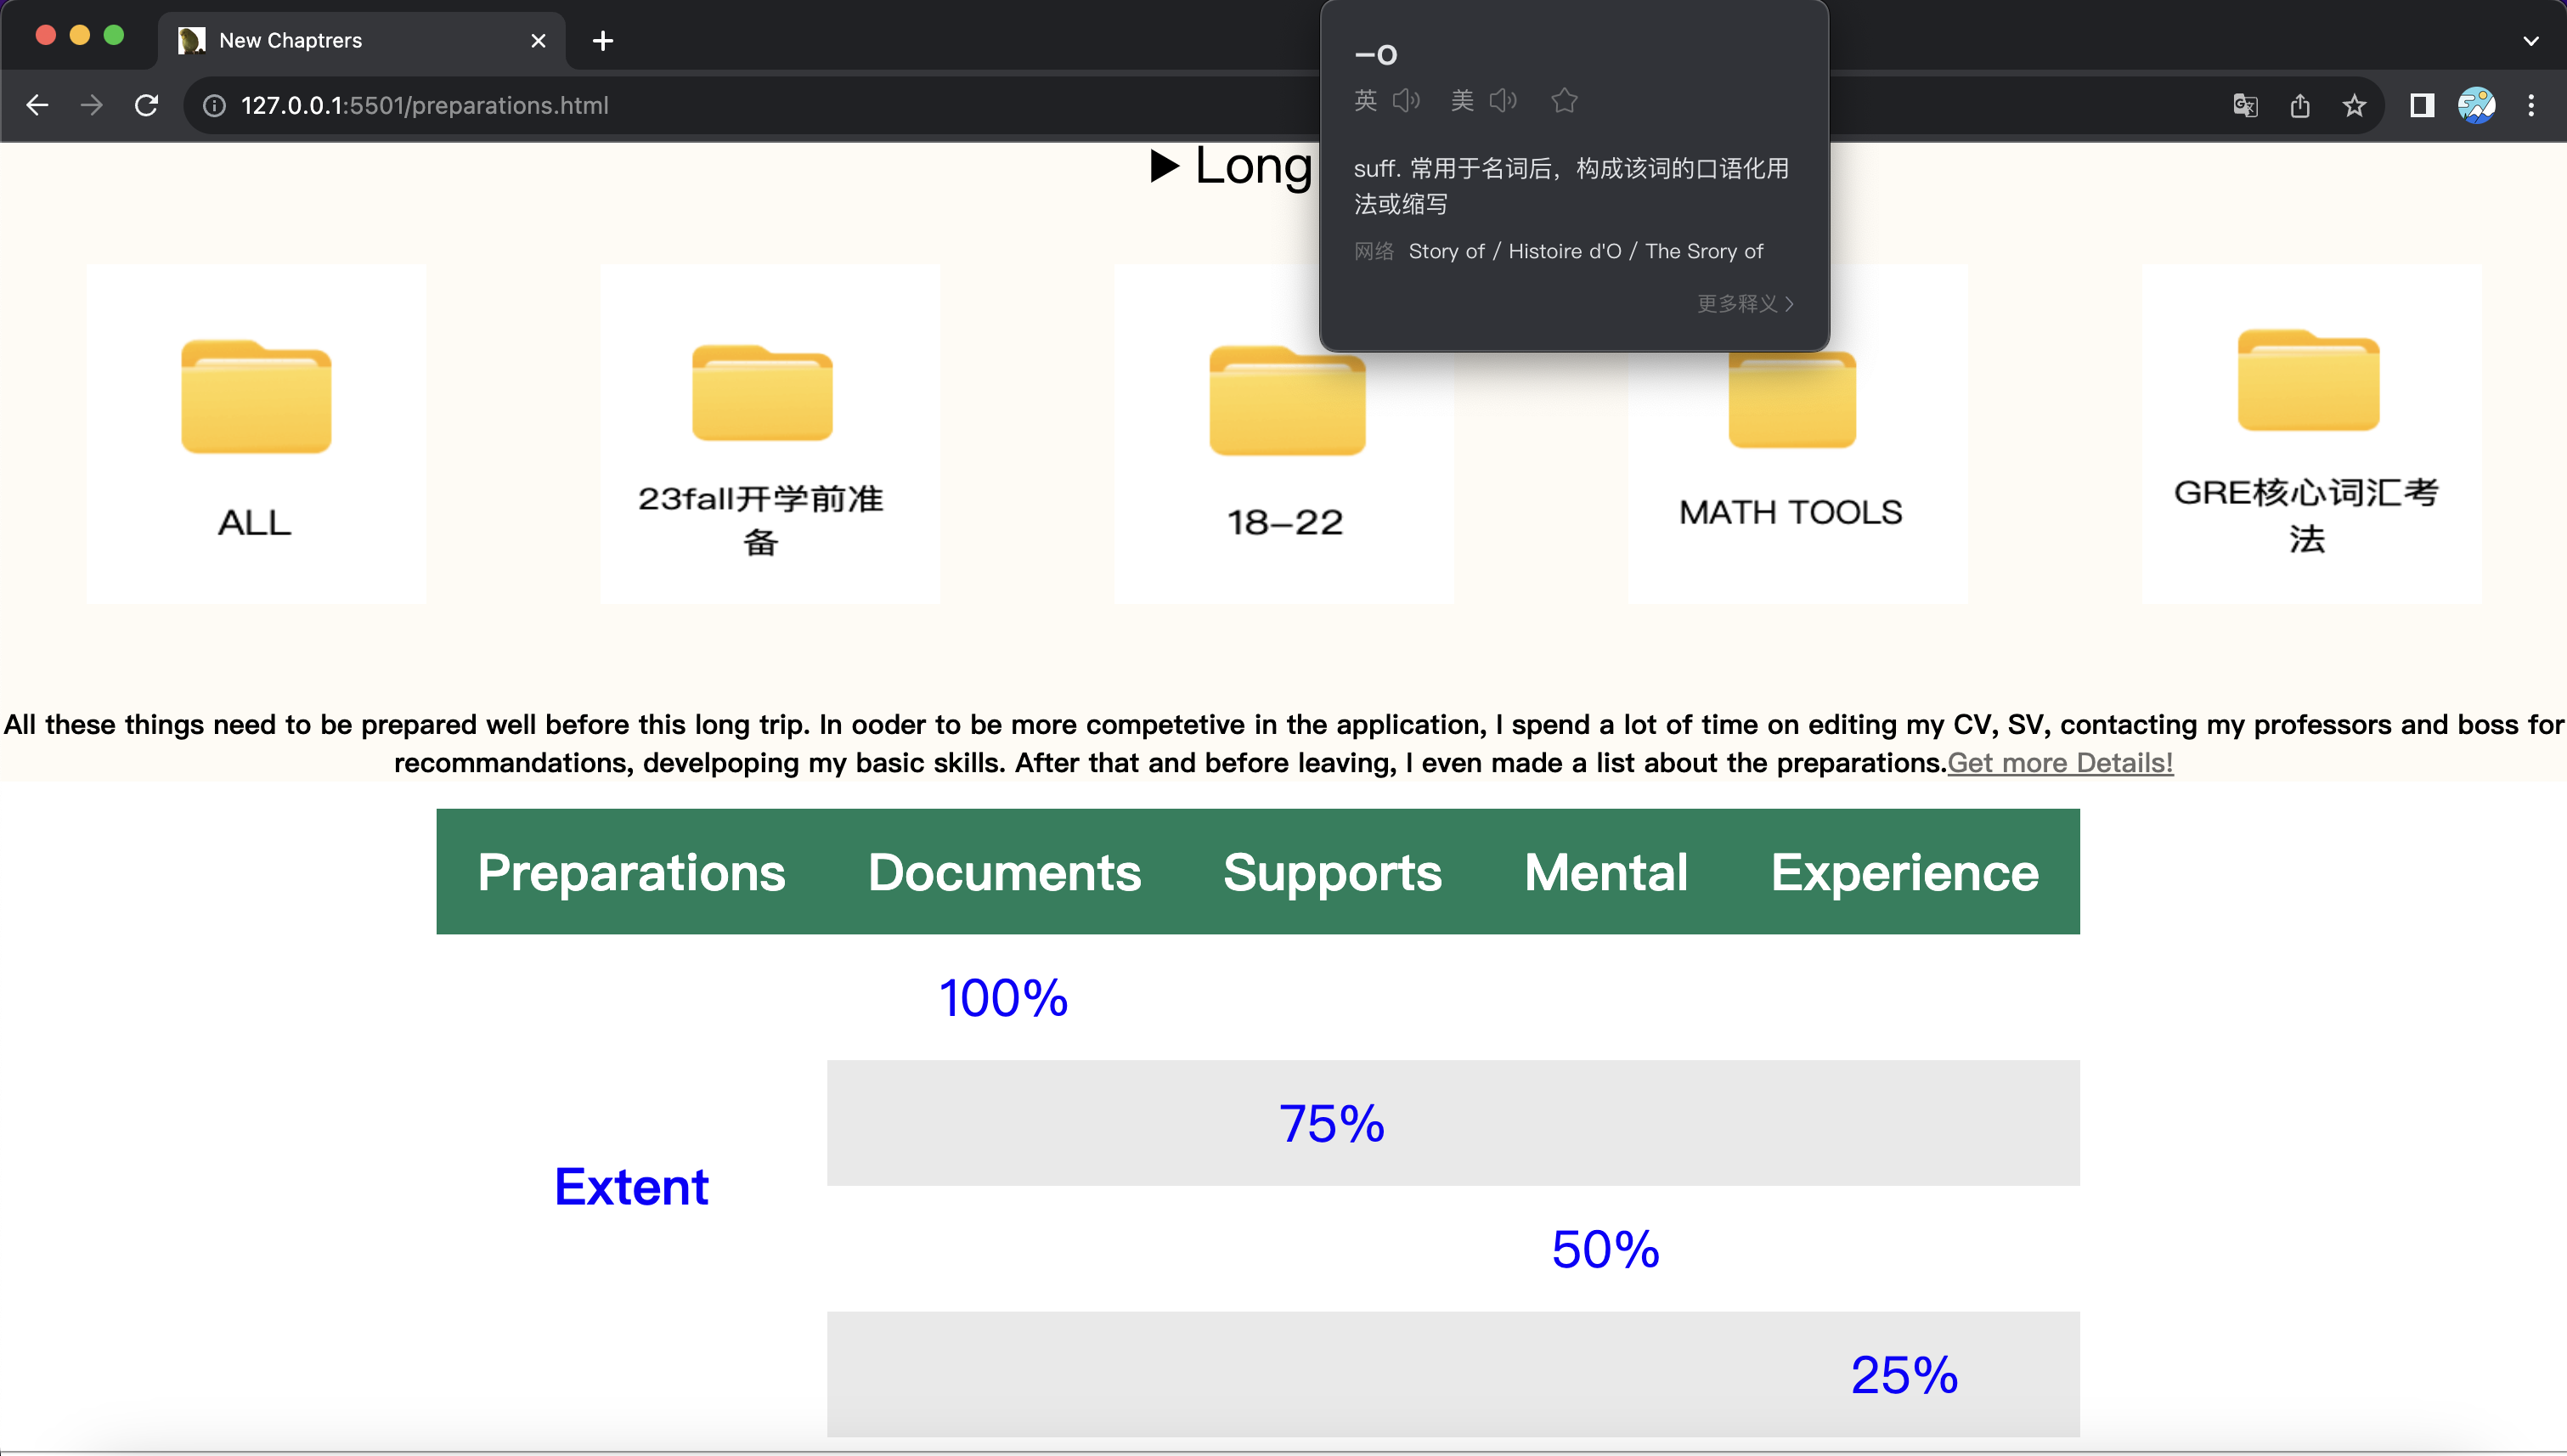 New Chaptrers
127.0.0.1:5501/preparations.html
–o
英 美
suff. 常用于名词后，构成该词的口语化用
法或缩写
网络 Story of / Histoire d'O / The Srory of
更多释义
Long
ALL
23fall开学前准
备
18-22
MATH TOOLS
GRE核心词汇考
法
All these things need to be prepared well before this long trip. In ooder to be more competetive in the application, I spend a lot of time on editing my CV, SV, contacting my professors and boss for
recommandations, develpoping my basic skills. After that and before leaving, I even made a list about the preparations.Get more Details!
Preparations Documents Supports Mental Experience
100%
75%
Extent
50%
25%